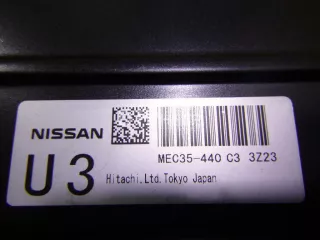 NISSAN
MEC35-440 C3 3Z23
U3
Hitachi,Ltd.Tokyo Japan